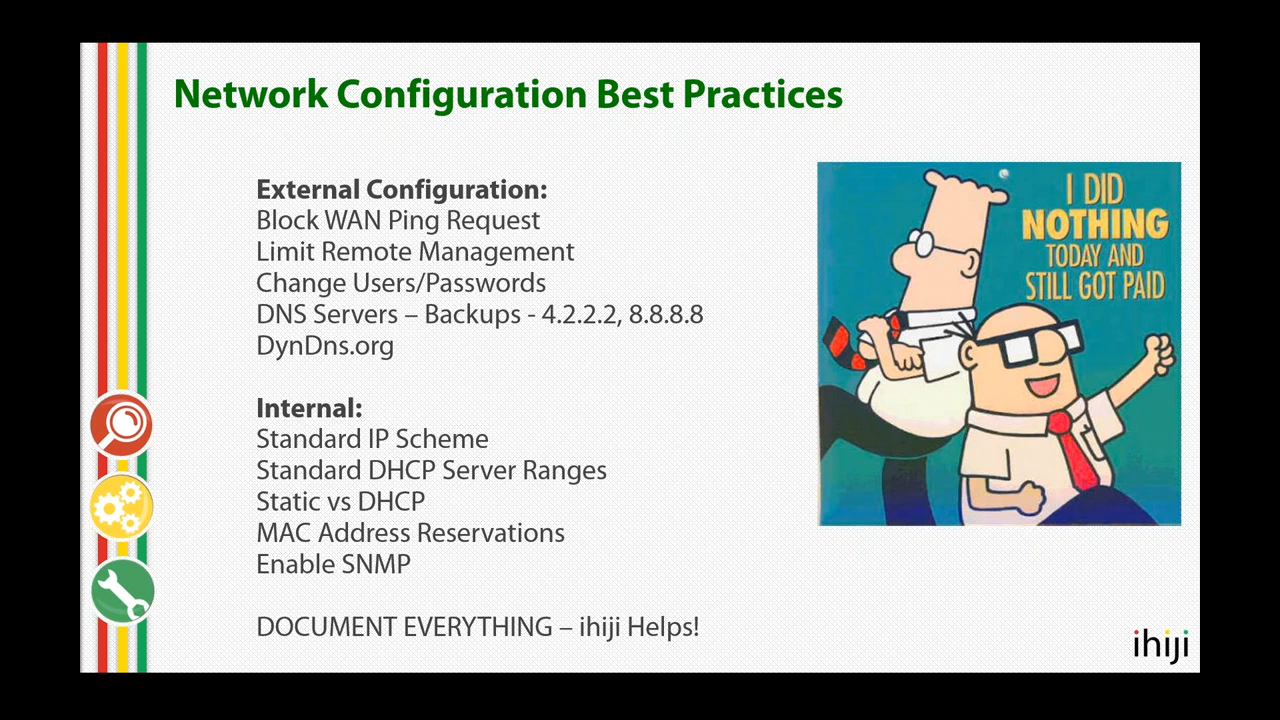 Network Configuration Best Practices
External Configuration:
Block WAN Ping Request
Limit Remote Management
Change Users/Passwords
DNS Servers – Backups - 4.2.2.2, 8.8.8.8
DynDns.org
Internal:
Standard IP Scheme
Standard DHCP Server Ranges
Static vs DHCP
MAC Address Reservations
Enable SNMP
DOCUMENT EVERYTHING – ihiji Helps!
I DID
NOTHING
TODAY AND
STILL GOT PAID
ihiji